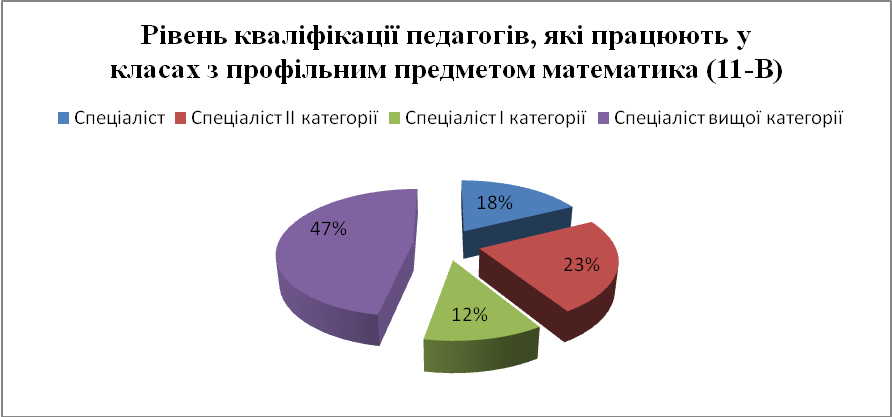 Рівень кваліфікації педагогів, які працюють у
класах з профільним предметом математика (11-В)
Спеціаліст Спеціаліст ІІ категорії Спеціаліст І категорії Спеціаліст вищої категорії
18%
47%
23%
12%